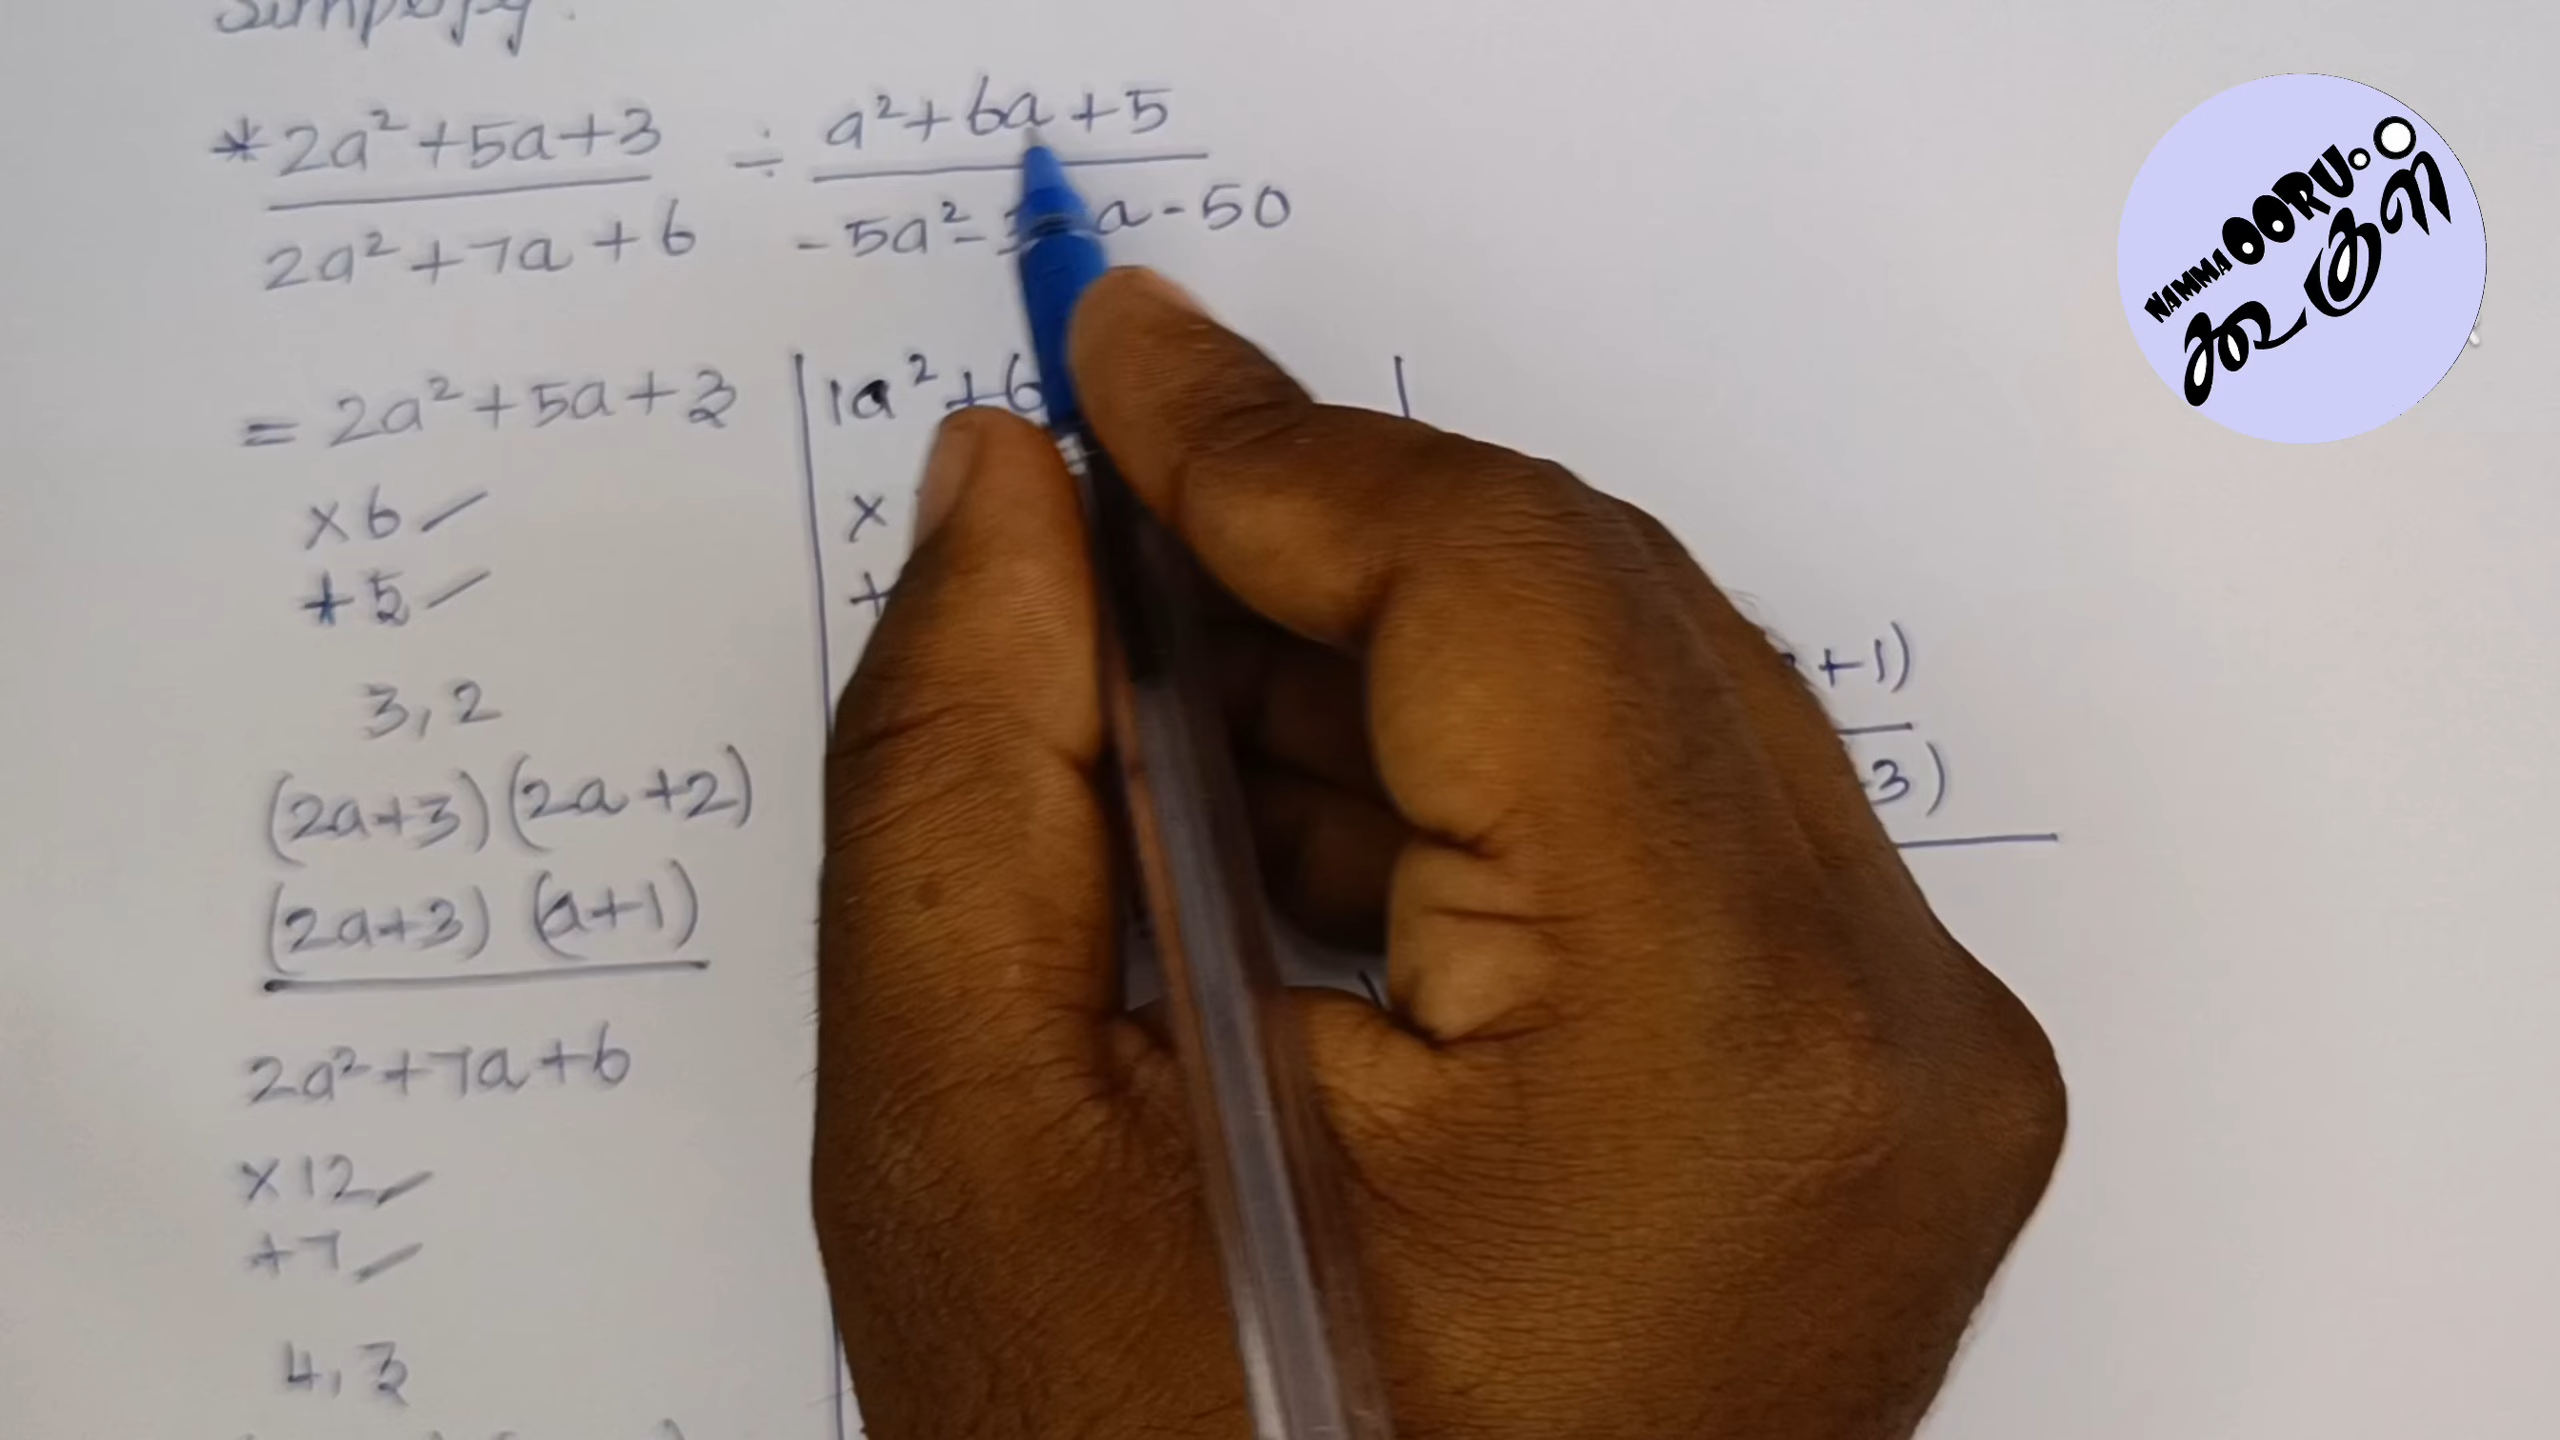 Simplify:
* 2a²+5a+3 ÷ a²+6a+5
2a²+7a+6 -5a²- a-50
= 2a²+5a+3 1a²+6
×6✓ ×
+5✓ +
3,2
+1)
(2a+3)(2a+2) 3)
(2a+3) (a+1)
2a²+7a+6
×12✓
+7✓
4,3
NAMMA OORU